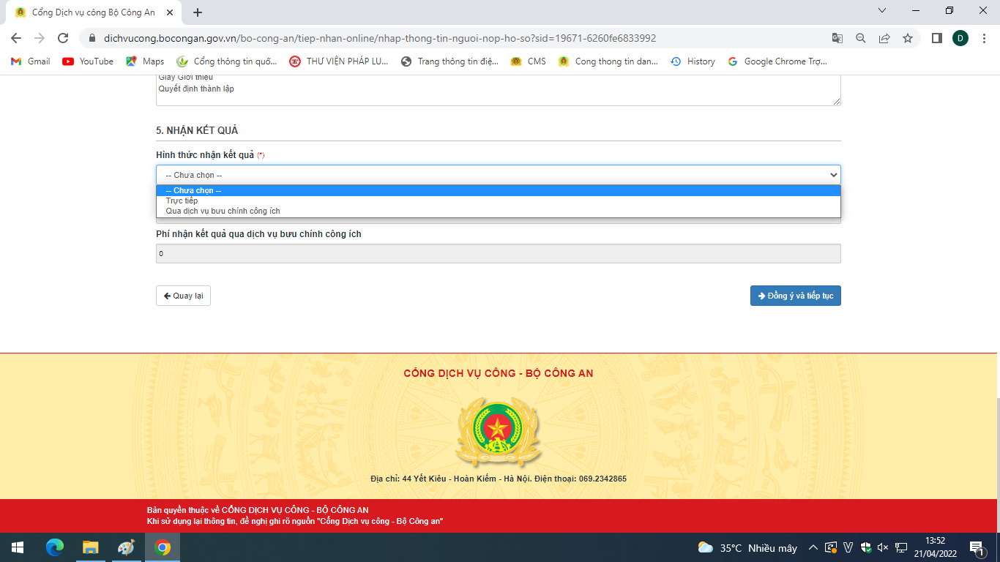 Cổng Dịch vụ công Bộ Công An
dichvucong.bocongan.gov.vn/bo-cong-an/tiep-nhan-online/nhap-thong-tin-nguoi-nop-ho-so?sid=19671-6260fe6833992
D
Gmail YouTube Maps Cổng thông tin quố... THƯ VIỆN PHÁP LU... Trang thông tin điệ... CMS Cong thong tin dan... History Google Chrome Trợ...
Giấy Giới thiệu
Quyết định thành lập
5. NHẬN KẾT QUẢ
Hình thức nhận kết quả (*)
-- Chưa chọn --
-- Chưa chọn --
Trực tiếp
Qua dịch vụ bưu chính công ích
Phí nhận kết quả qua dịch vụ bưu chính công ích
0
Quay lại
Đồng ý và tiếp tục
CỔNG DỊCH VỤ CÔNG - BỘ CÔNG AN
Địa chỉ: 44 Yết Kiêu - Hoàn Kiếm - Hà Nội. Điện thoại: 069.2342865
Bản quyền thuộc về CỔNG DỊCH VỤ CÔNG - BỘ CÔNG AN
Khi sử dụng lại thông tin, đề nghị ghi rõ nguồn "Cổng Dịch vụ công - Bộ Công an"
35°C Nhiều mây
13:52
21/04/2022
1